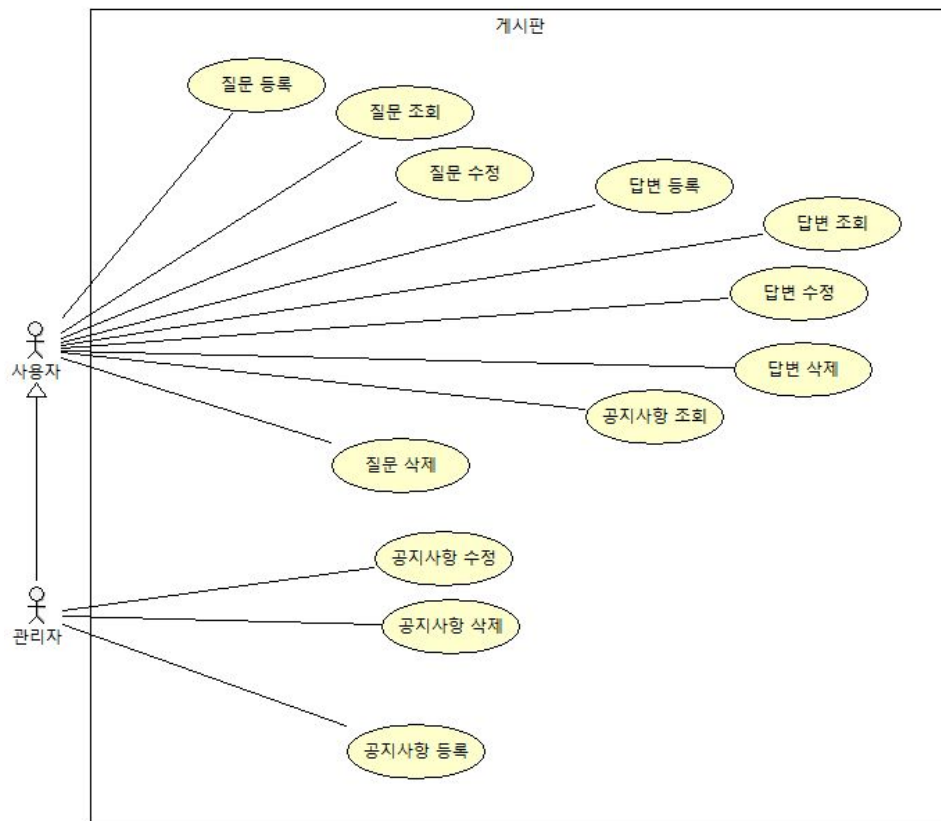 게시판
질문 등록
질문 조회
질문 수정
답변 등록
답변 조회
답변 수정
사용자
답변 삭제
공지사항 조회
질문 삭제
공지사항 수정
공지사항 삭제
관리자
공지사항 등록